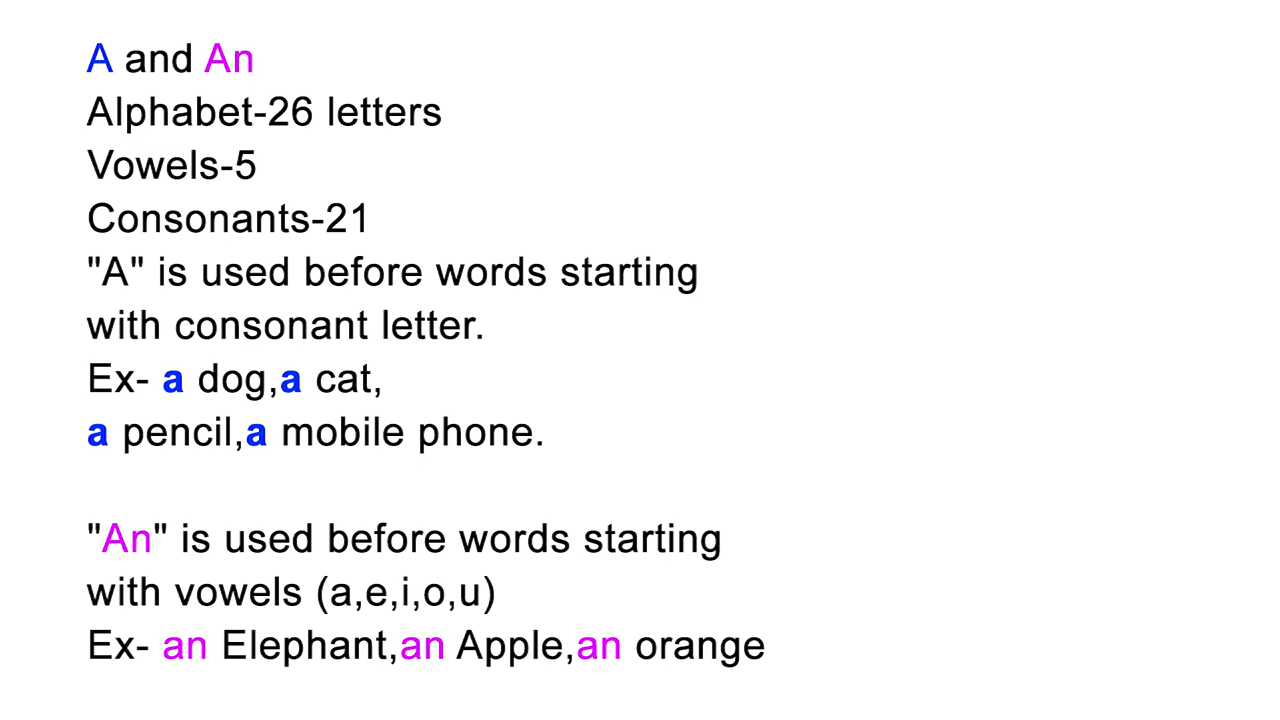 A and An
Alphabet-26 letters
Vowels-5
Consonants-21
"A" is used before words starting
with consonant letter.
Ex- a dog,a cat,
a pencil,a mobile phone.
"An" is used before words starting
with vowels (a,e,i,o,u)
Ex- an Elephant,an Apple,an orange